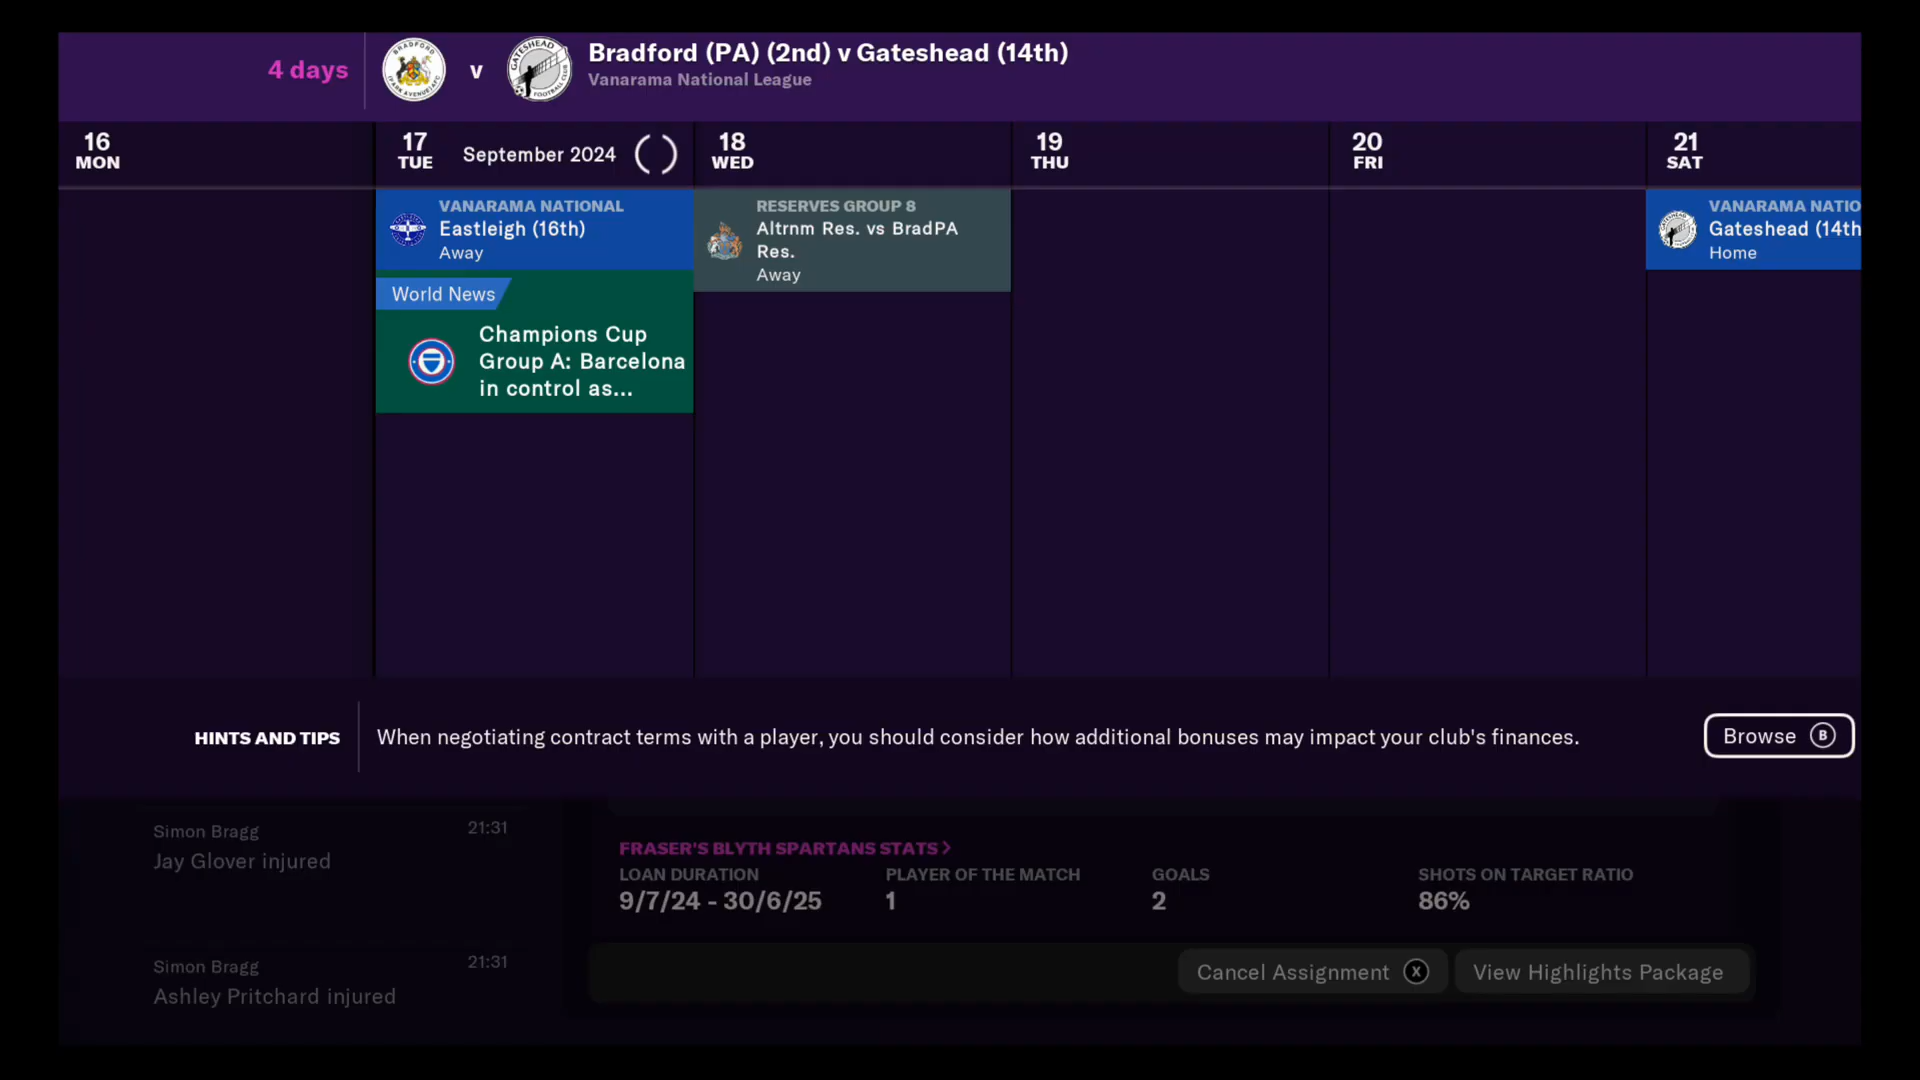 4 days
v
Bradford (PA) (2nd) v Gateshead (14th)
Vanarama National League
16
MON
17
TUE
September 2024
18
WED
19
THU
20
FRI
21
SAT
VANARAMA NATIONAL
Eastleigh (16th)
Away
World News
Champions Cup
Group A: Barcelona
in control as...
RESERVES GROUP 8
Altrnm Res. vs BradPA
Res.
Away
VANARAMA NATIO
Gateshead (14th
Home
HINTS AND TIPS
When negotiating contract terms with a player, you should consider how additional bonuses may impact your club's finances.
Browse B
Simon Bragg
21:31
Jay Glover injured
Simon Bragg
21:31
Ashley Pritchard injured
FRASER'S BLYTH SPARTANS STATS >
LOAN DURATION
9/7/24 - 30/6/25
PLAYER OF THE MATCH
1
GOALS
2
SHOTS ON TARGET RATIO
86%
Cancel Assignment X
View Highlights Package